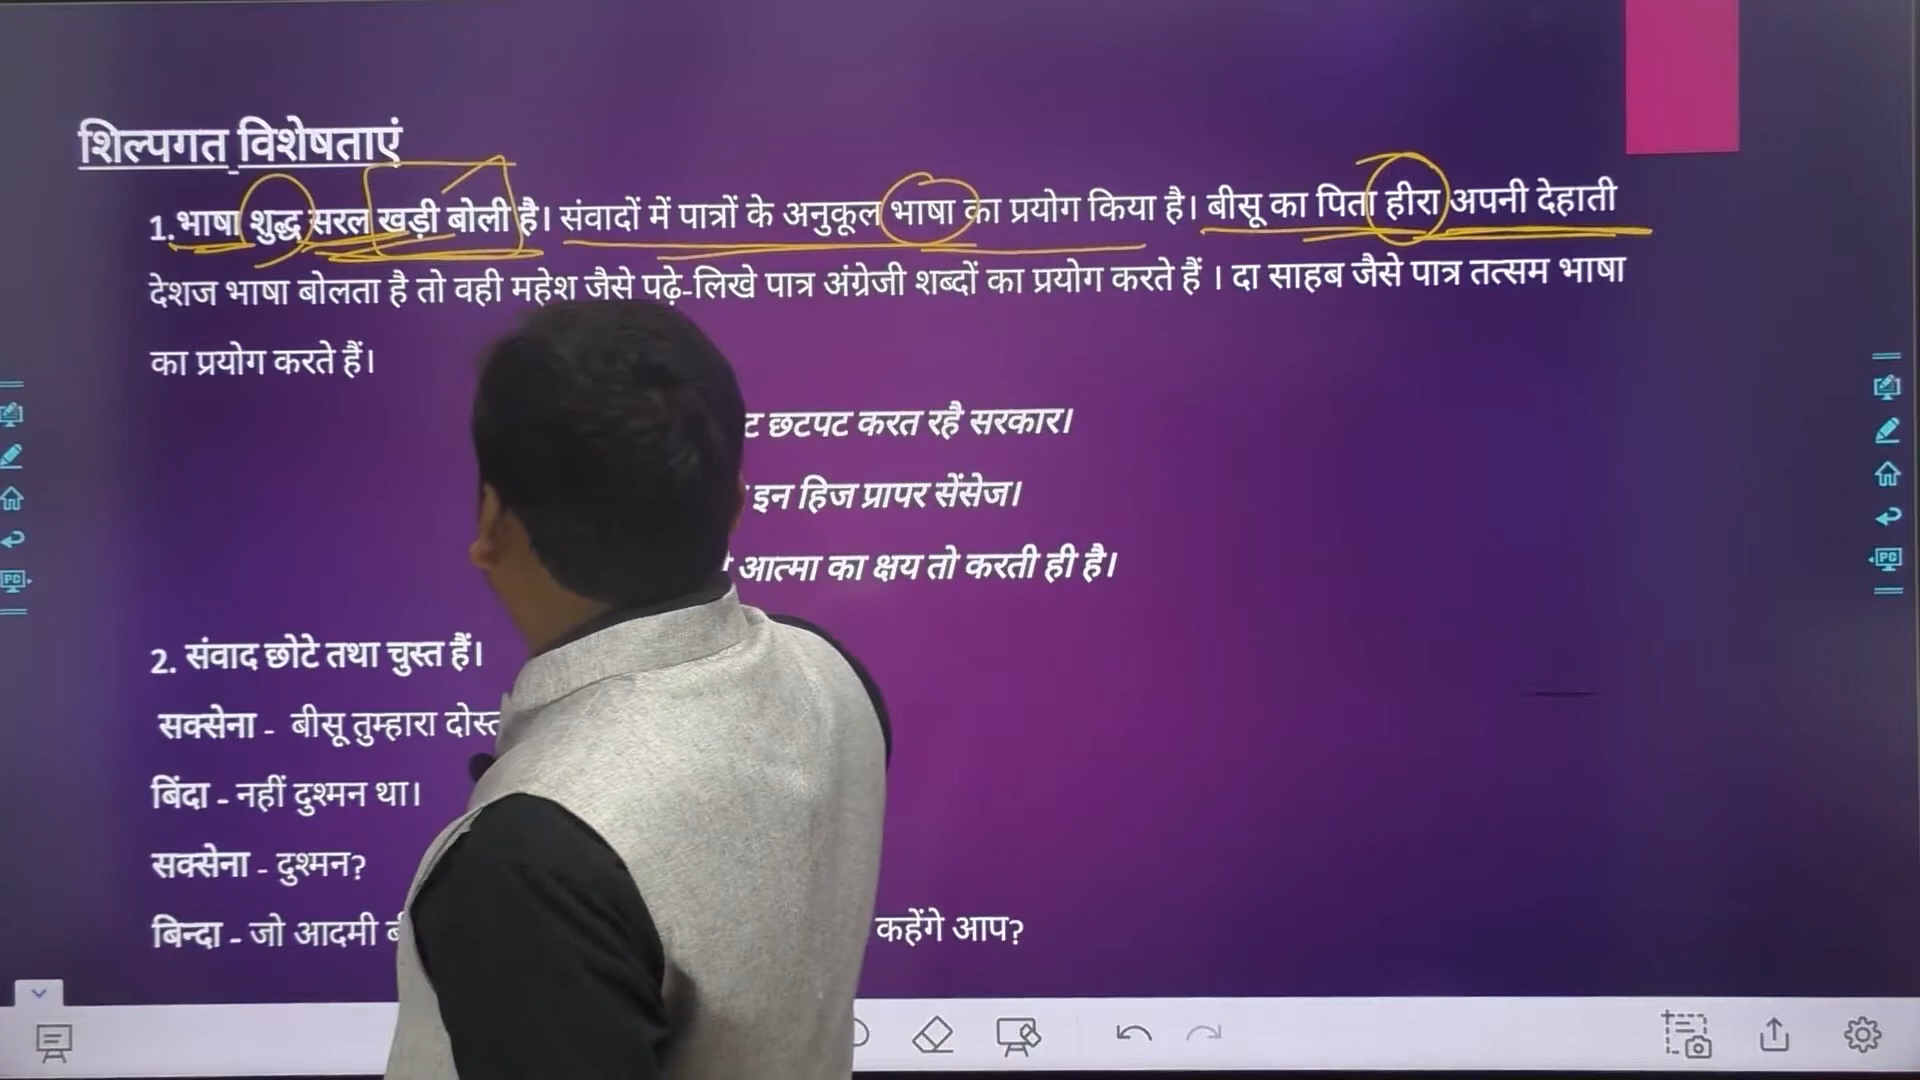 शिल्पगत विशेषताएं
1.भाषा शुद्ध सरल खड़ी बोली है। संवादों में पात्रों के अनुकूल भाषा का प्रयोग किया है। बीसू का पिता हीरा अपनी देहाती
देशज भाषा बोलता है तो वही महेश जैसे पढ़े-लिखे पात्र अंग्रेजी शब्दों का प्रयोग करते हैं । दा साहब जैसे पात्र तत्सम भाषा
का प्रयोग करते हैं।
छटपट करत रहै सरकार।
इन हिज प्रापर सेंसेज।
आत्मा का क्षय तो करती ही है।
2. संवाद छोटे तथा चुस्त हैं।
सक्सेना - बीसू तुम्हारा दोस्त
बिंदा - नहीं दुश्मन था।
सक्सेना - दुश्मन?
बिन्दा - जो आदमी कहेंगे आप?
PC
PC